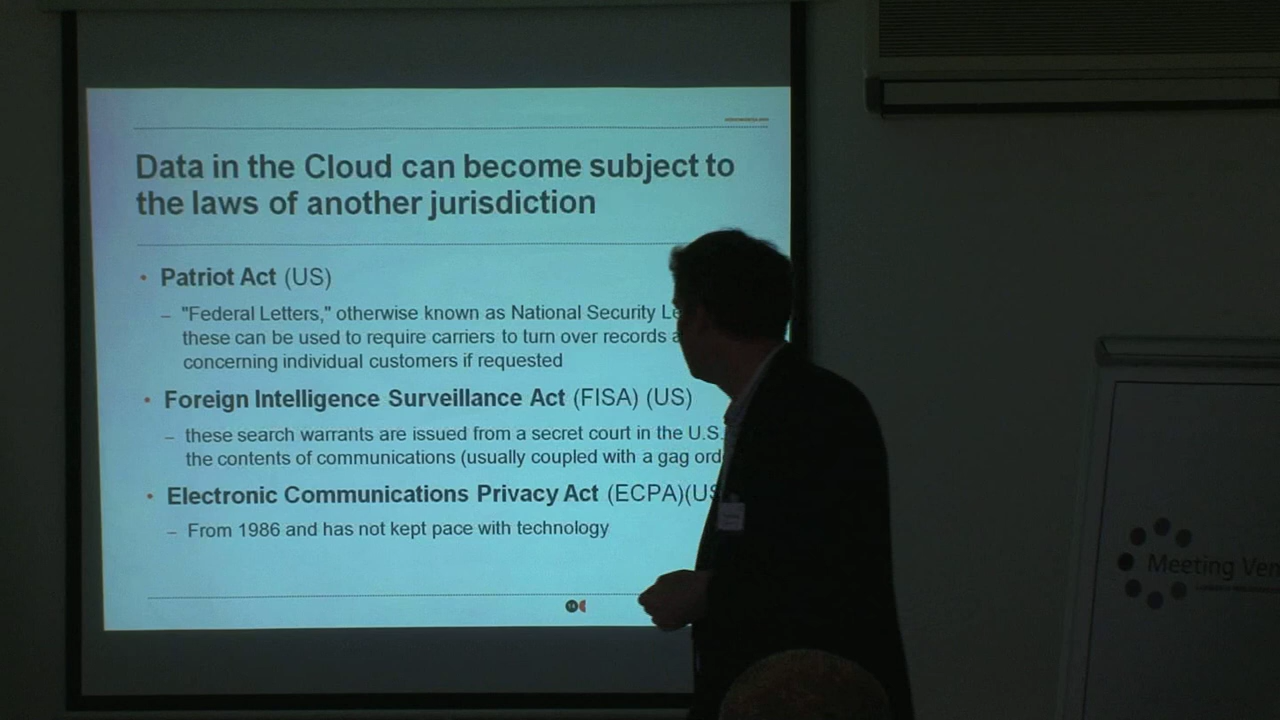 Data in the Cloud can become subject to
the laws of another jurisdiction
• Patriot Act (US)
– "Federal Letters," otherwise known as National Security Le
these can be used to require carriers to turn over records a
concerning individual customers if requested
• Foreign Intelligence Surveillance Act (FISA) (US)
– these search warrants are issued from a secret court in the U.S.
the contents of communications (usually coupled with a gag ord
• Electronic Communications Privacy Act (ECPA)(US
– From 1986 and has not kept pace with technology
Meeting Ven